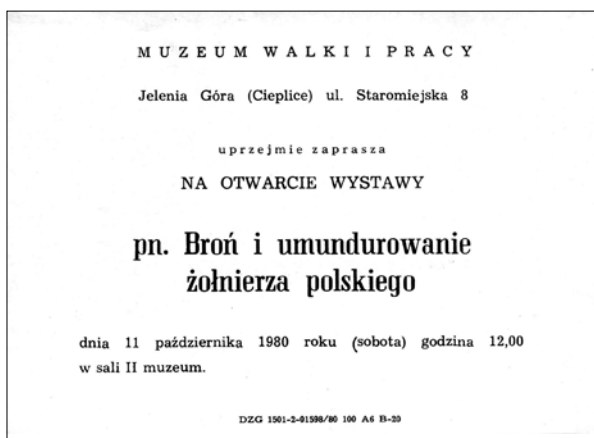 MUZEUM WALKI I PRACY
Jelenia Góra (Cieplice) ul. Staromiejska 8
uprzejmie zaprasza
NA OTWARCIE WYSTAWY
pn. Broń i umundurowanie
żołnierza polskiego
dnia 11 października 1980 roku (sobota) godzina 12,00
w sali II muzeum.
DZG 1501-2-01598/80 100 A6 B-20